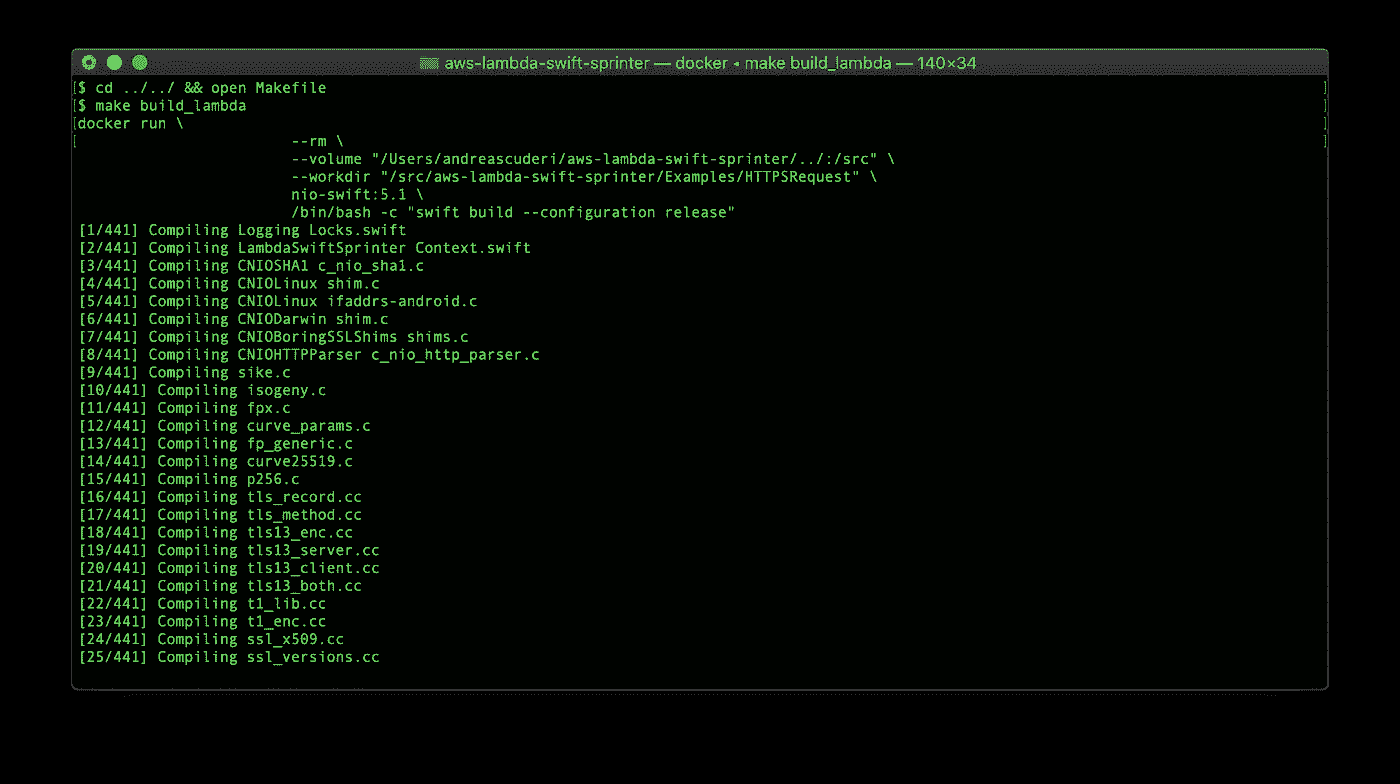 aws-lambda-swift-sprinter — docker ◂ make build_lambda — 140×34
[$ cd ../../ && open Makefile ]
[$ make build_lambda ]
[docker run \ ]
[ --rm \ ]
--volume "/Users/andreascuderi/aws-lambda-swift-sprinter/../:/src" \
--workdir "/src/aws-lambda-swift-sprinter/Examples/HTTPSRequest" \
nio-swift:5.1 \
/bin/bash -c "swift build --configuration release"
[1/441] Compiling Logging Locks.swift
[2/441] Compiling LambdaSwiftSprinter Context.swift
[3/441] Compiling CNIOSHA1 c_nio_sha1.c
[4/441] Compiling CNIOLinux shim.c
[5/441] Compiling CNIOLinux ifaddrs-android.c
[6/441] Compiling CNIODarwin shim.c
[7/441] Compiling CNIOBoringSSLShims shims.c
[8/441] Compiling CNIOHTTPParser c_nio_http_parser.c
[9/441] Compiling sike.c
[10/441] Compiling isogeny.c
[11/441] Compiling fpx.c
[12/441] Compiling curve_params.c
[13/441] Compiling fp_generic.c
[14/441] Compiling curve25519.c
[15/441] Compiling p256.c
[16/441] Compiling tls_record.cc
[17/441] Compiling tls_method.cc
[18/441] Compiling tls13_enc.cc
[19/441] Compiling tls13_server.cc
[20/441] Compiling tls13_client.cc
[21/441] Compiling tls13_both.cc
[22/441] Compiling t1_lib.cc
[23/441] Compiling t1_enc.cc
[24/441] Compiling ssl_x509.cc
[25/441] Compiling ssl_versions.cc